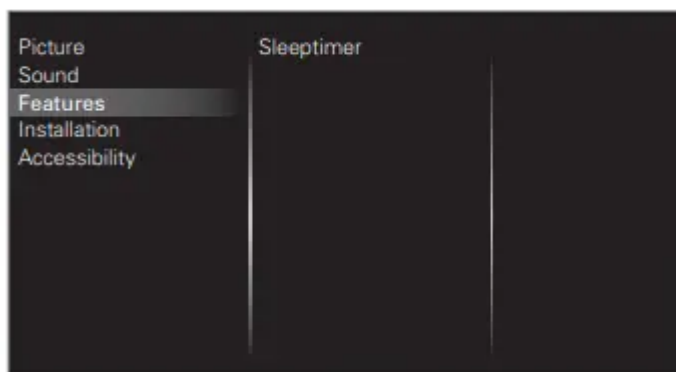 Picture
Sound
Features
Installation
Accessibility
Sleeptimer